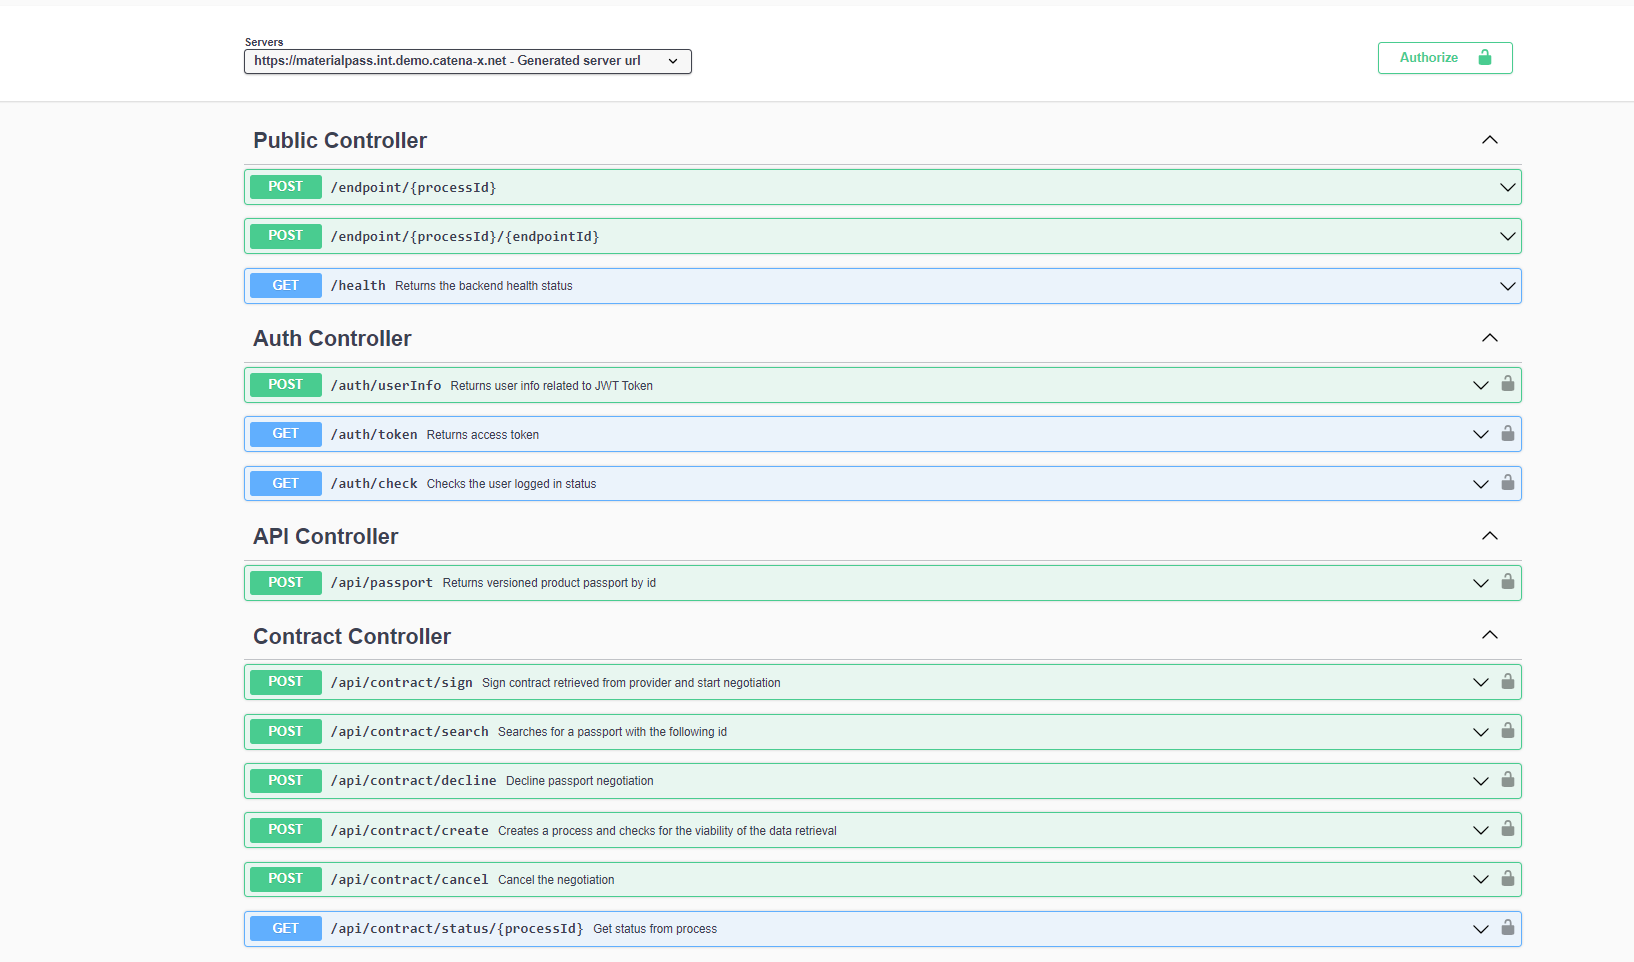 Servers
https://materialpass.int.demo.catena-x.net - Generated server url
Authorize
Public Controller
POST /endpoint/{processId}
POST /endpoint/{processId}/{endpointId}
GET /health Returns the backend health status
Auth Controller
POST /auth/userInfo Returns user info related to JWT Token
GET /auth/token Returns access token
GET /auth/check Checks the user logged in status
API Controller
POST /api/passport Returns versioned product passport by id
Contract Controller
POST /api/contract/sign Sign contract retrieved from provider and start negotiation
POST /api/contract/search Searches for a passport with the following id
POST /api/contract/decline Decline passport negotiation
POST /api/contract/create Creates a process and checks for the viability of the data retrieval
POST /api/contract/cancel Cancel the negotiation
GET /api/contract/status/{processId} Get status from process